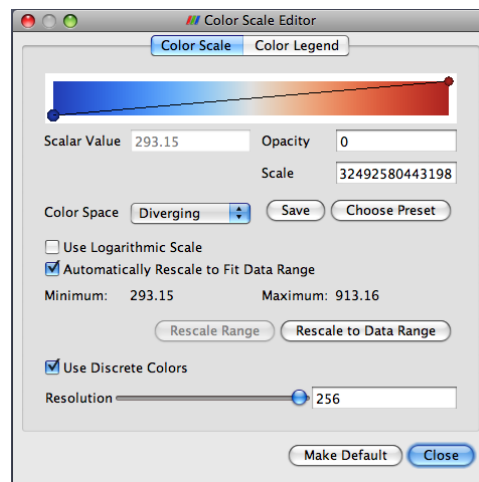 Color Scale Editor
Color Scale Color Legend
Scalar Value 293.15 Opacity 0
Scale 32492580443198
Color Space Diverging Save Choose Preset
Use Logarithmic Scale
Automatically Rescale to Fit Data Range
Minimum: 293.15 Maximum: 913.16
Rescale Range Rescale to Data Range
Use Discrete Colors
Resolution 256
Make Default Close